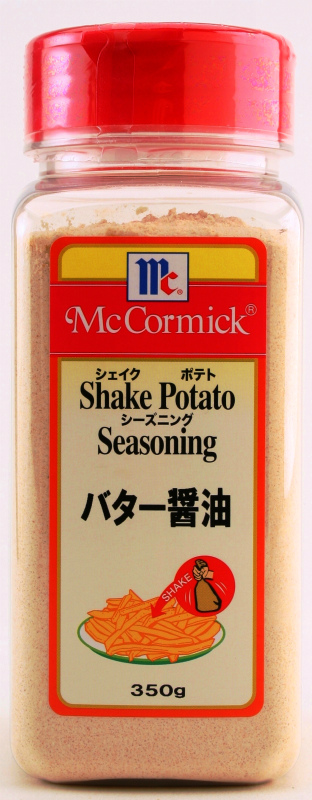 Mc
®
McCormick®
シェイク ポテト
Shake Potato
シーズニング
Seasoning
バター醤油
SHAKE
350g